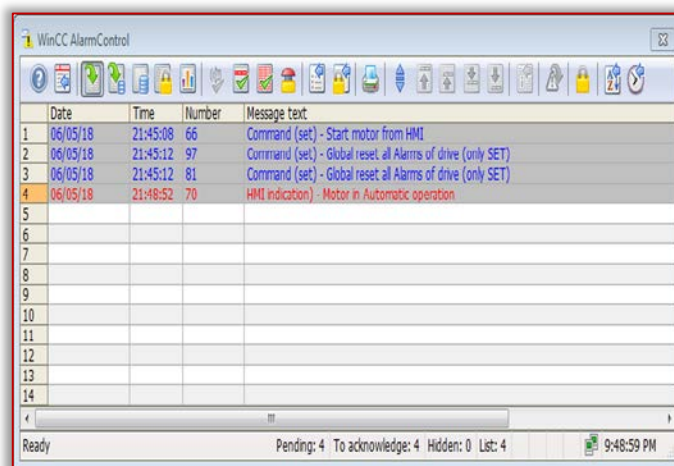 WinCC AlarmControl
Date Time Number Message text
1 06/05/18 21:45:08 66 Command (set) - Start motor from HMI
2 06/05/18 21:45:12 97 Command (set) - Global reset all Alarms of drive (only SET)
3 06/05/18 21:45:12 81 Command (set) - Global reset all Alarms of drive (only SET)
4 06/05/18 21:48:52 70 HMI indication) - Motor in Automatic operation
5
6
7
8
9
10
11
12
13
14
Ready Pending: 4 To acknowledge: 4 Hidden: 0 List: 4 9:48:59 PM